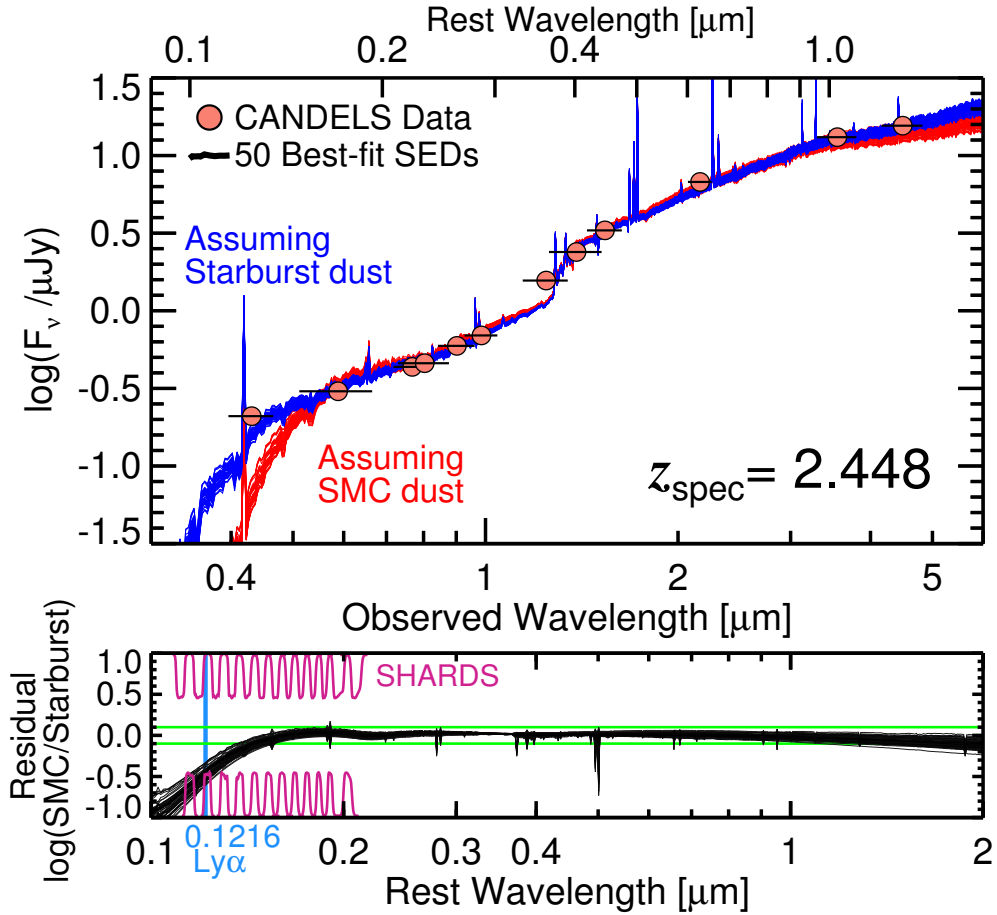 Rest Wavelength [μm]
0.1 0.2 0.4 1.0
1.5
1.0
0.5
0.0
-0.5
-1.0
-1.5
log(Fν /μJy)
CANDELS Data
50 Best-fit SEDs
Assuming
Starburst dust
Assuming
SMC dust
zspec= 2.448
0.4 1 2 5
Observed Wavelength [μm]
Residual
log(SMC/Starburst)
1.0
0.5
0.0
-0.5
-1.0
SHARDS
0.1216
Lyα
0.1 0.2 0.3 0.4 1 2
Rest Wavelength [μm]